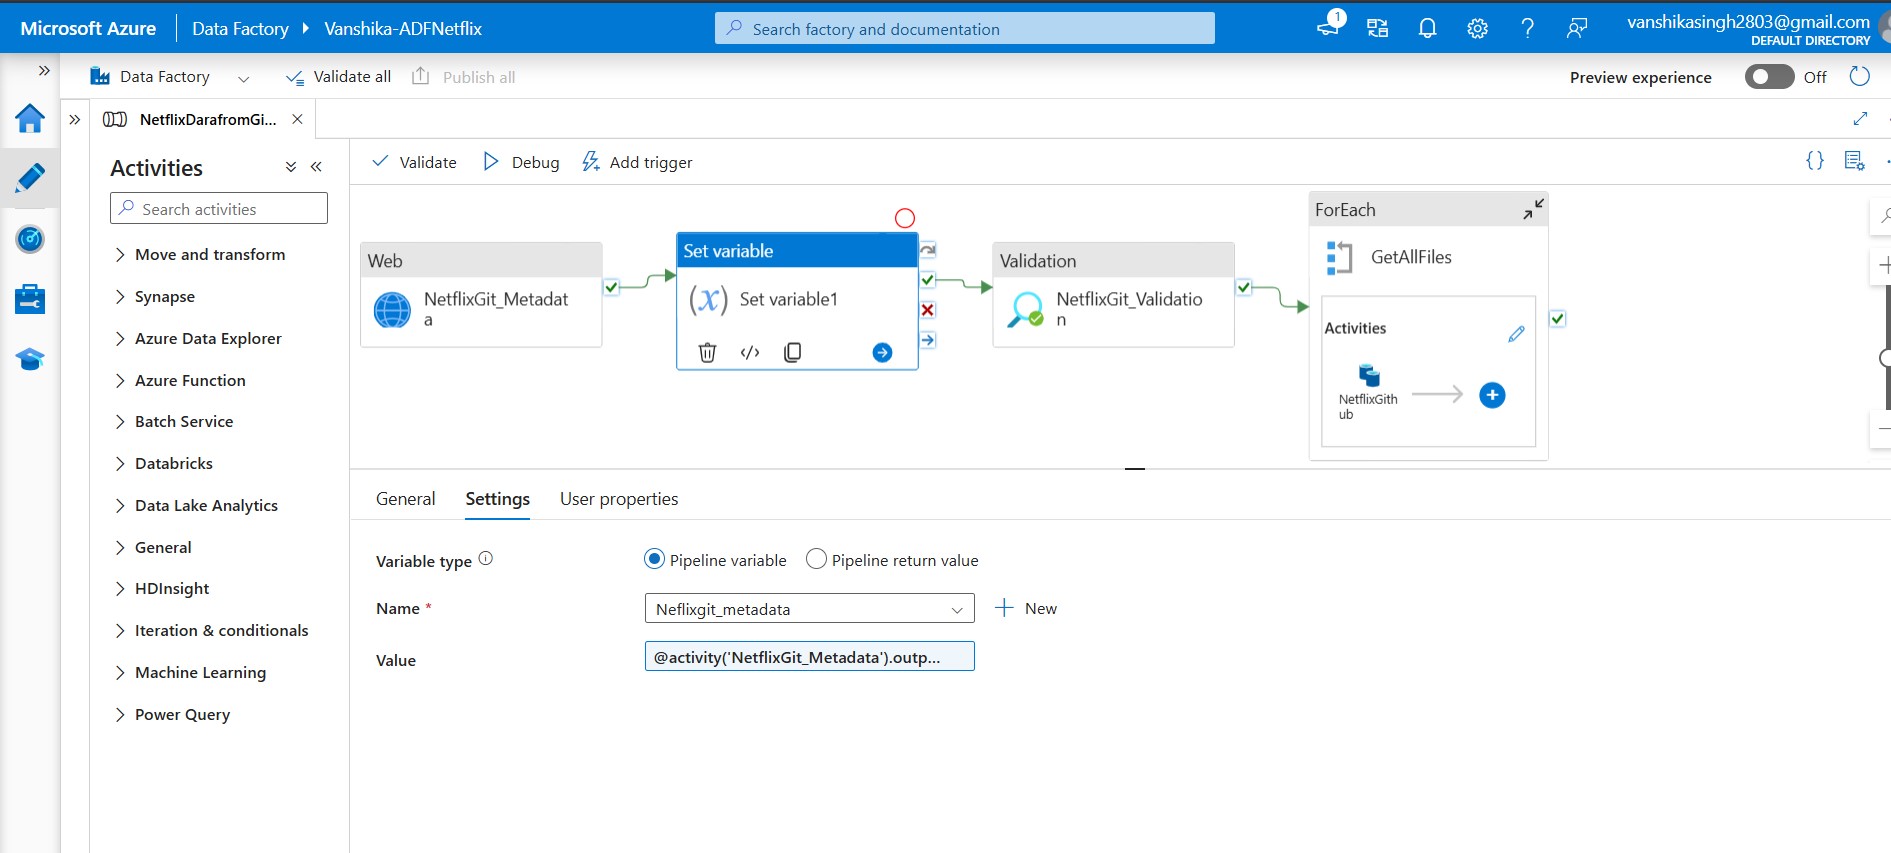 Microsoft Azure
Data Factory
Vanshika-ADFNetflix
Search factory and documentation
1
vanshikasingh2803@gmail.com
DEFAULT DIRECTORY
Data Factory
Validate all
Publish all
Preview experience
Off
NetflixDarafromGi...
Activities
Search activities
Move and transform
Synapse
Azure Data Explorer
Azure Function
Batch Service
Databricks
Data Lake Analytics
General
HDInsight
Iteration & conditionals
Machine Learning
Power Query
Validate
Debug
Add trigger
{}
Web
NetflixGit_Metadat
a
Set variable
(x)
Set variable1
</>
Validation
NetflixGit_Validatio
n
ForEach
GetAllFiles
Activities
NetflixGith
ub
General
Settings
User properties
Variable type
Pipeline variable
Pipeline return value
Name *
Neflixgit_metadata
New
Value
@activity('NetflixGit_Metadata').outp...